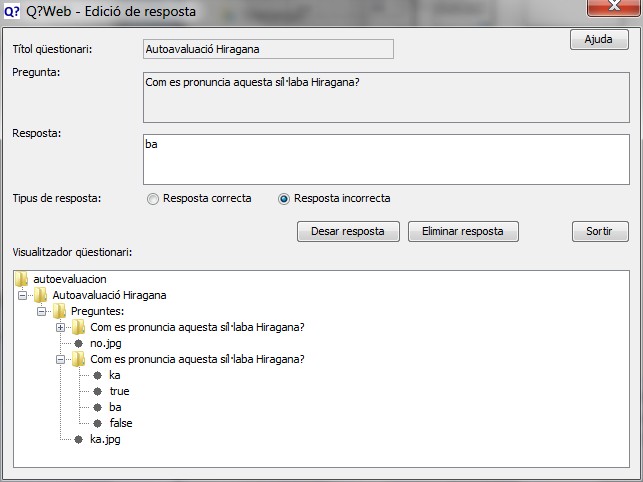 Q? Q?Web - Edició de resposta
Ajuda
Títol qüestionari: Autoavaluació Hiragana
Pregunta: Com es pronuncia aquesta síl·laba Hiragana?
Resposta: ba
Tipus de resposta: Resposta correcta Resposta incorrecta
Desar resposta Eliminar resposta Sortir
Visualitzador qüestionari:
autoevaluacion
Autoavaluació Hiragana
Preguntes:
Com es pronuncia aquesta síl·laba Hiragana?
no.jpg
Com es pronuncia aquesta síl·laba Hiragana?
ka
true
ba
false
ka.jpg